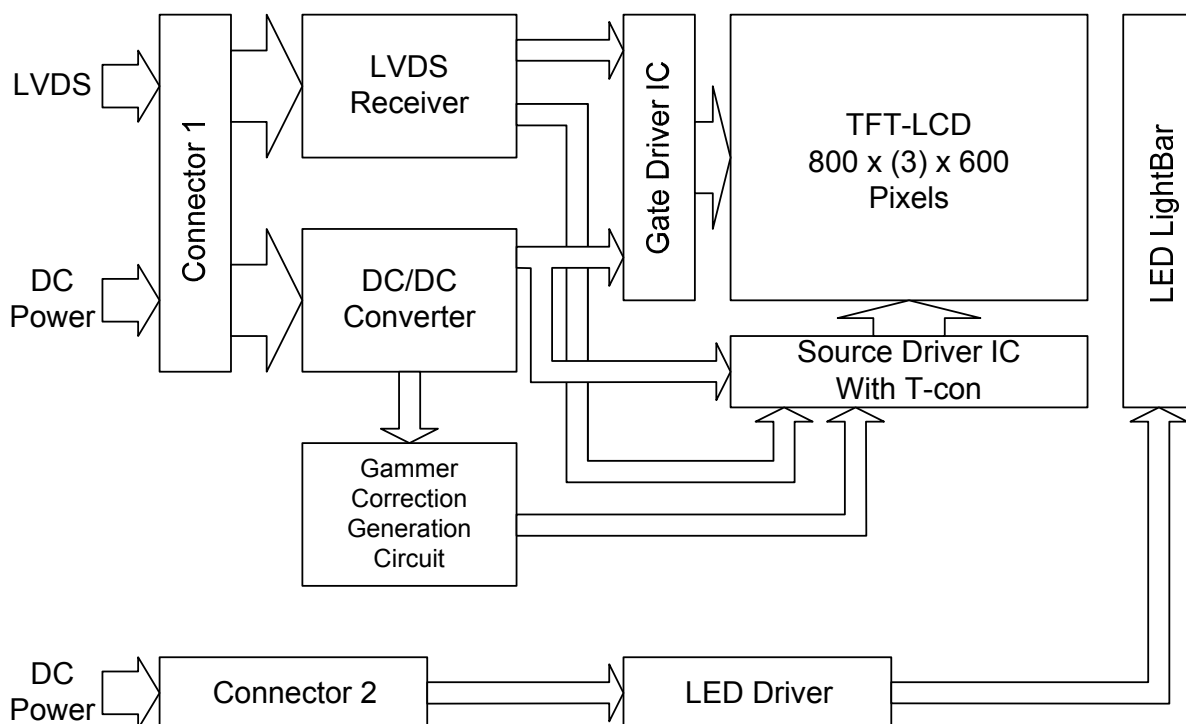 LVDS
Connector 1
LVDS
Receiver
Gate Driver IC
TFT-LCD
800 x (3) x 600
Pixels
LED LightBar
DC
Power
DC/DC
Converter
Source Driver IC
With T-con
Gammer
Correction
Generation
Circuit
DC
Power
Connector 2
LED Driver